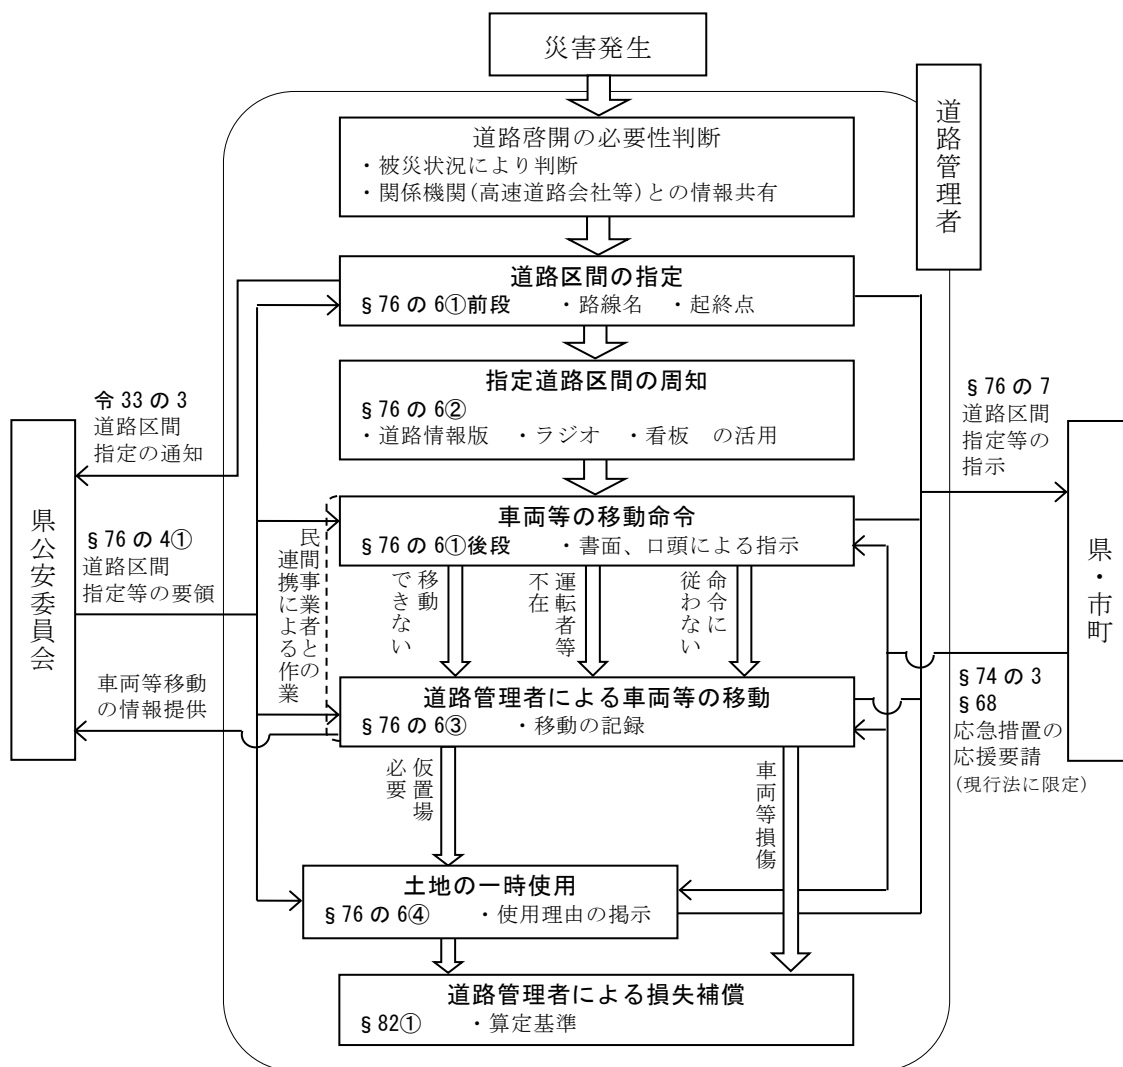 災害発生
道路管理者
道路啓開の必要性判断
・被災状況により判断
・関係機関(高速道路会社等)との情報共有
道路区間の指定
§76の6①前段 ・路線名 ・起終点
指定道路区間の周知
§76の6②
・道路情報版 ・ラジオ ・看板 の活用
令33の3
道路区間
指定の通知
§76の7
道路区間
指定等の
指示
県公安委員会
§76の4①
道路区間
指定等の要領
車両等移動
の情報提供
民間事業者との
連携による作業
車両等の移動命令
§76の6①後段 ・書面、口頭による指示
移動
できない
運転者等
不在
命令に
従わない
県・市町
道路管理者による車両等の移動
§76の6③ ・移動の記録
§74の3
§68
応急措置の
応援要請
(現行法に限定)
仮置場
必要
車両等損傷
土地の一時使用
§76の6④ ・使用理由の掲示
道路管理者による損失補償
§82① ・算定基準